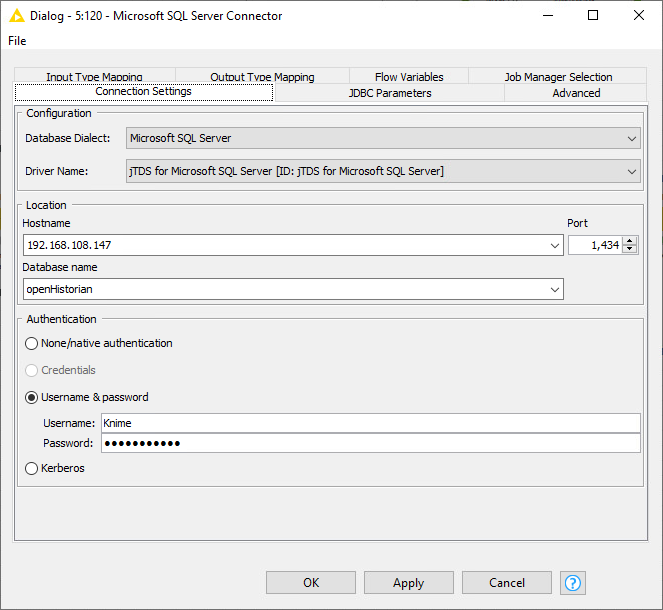 Dialog - 5:120 - Microsoft SQL Server Connector
File
Input Type Mapping Output Type Mapping Flow Variables Job Manager Selection
Connection Settings JDBC Parameters Advanced
Configuration
Database Dialect: Microsoft SQL Server
Driver Name: jTDS for Microsoft SQL Server [ID: jTDS for Microsoft SQL Server]
Location
Hostname Port
192.168.108.147 1,434
Database name
openHistorian
Authentication
None/native authentication
Credentials
Username & password
Username: Knime
Password: ●●●●●●●●●●●
Kerberos
OK Apply Cancel ?